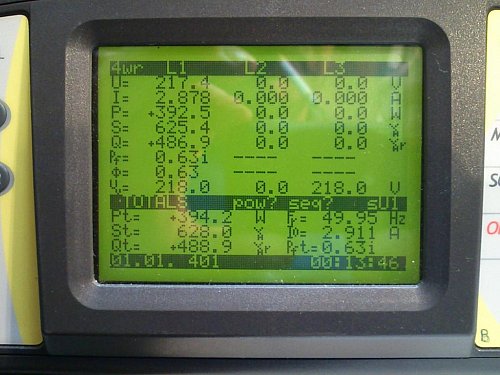 4wr L1 L2 L3
U= 217.4 0.0 0.0 V
I= 2.878 0.000 0.000 A
P= +392.5 0.0 0.0 W
S= 625.4 0.0 0.0 VA
Q= +486.9 0.0 0.0 VAr
Pf= 0.63i ---- ----
Φ= 0.63 ---- ----
V= 218.0 0.0 218.0 V
TOTALS pow? seq? sU1
Pt= +394.2 W F= 49.95 Hz
St= 628.0 VA I0= 2.911 A
Qt= +488.9 VAr Pft=0.63i
01.01. 401 00:13:46
B